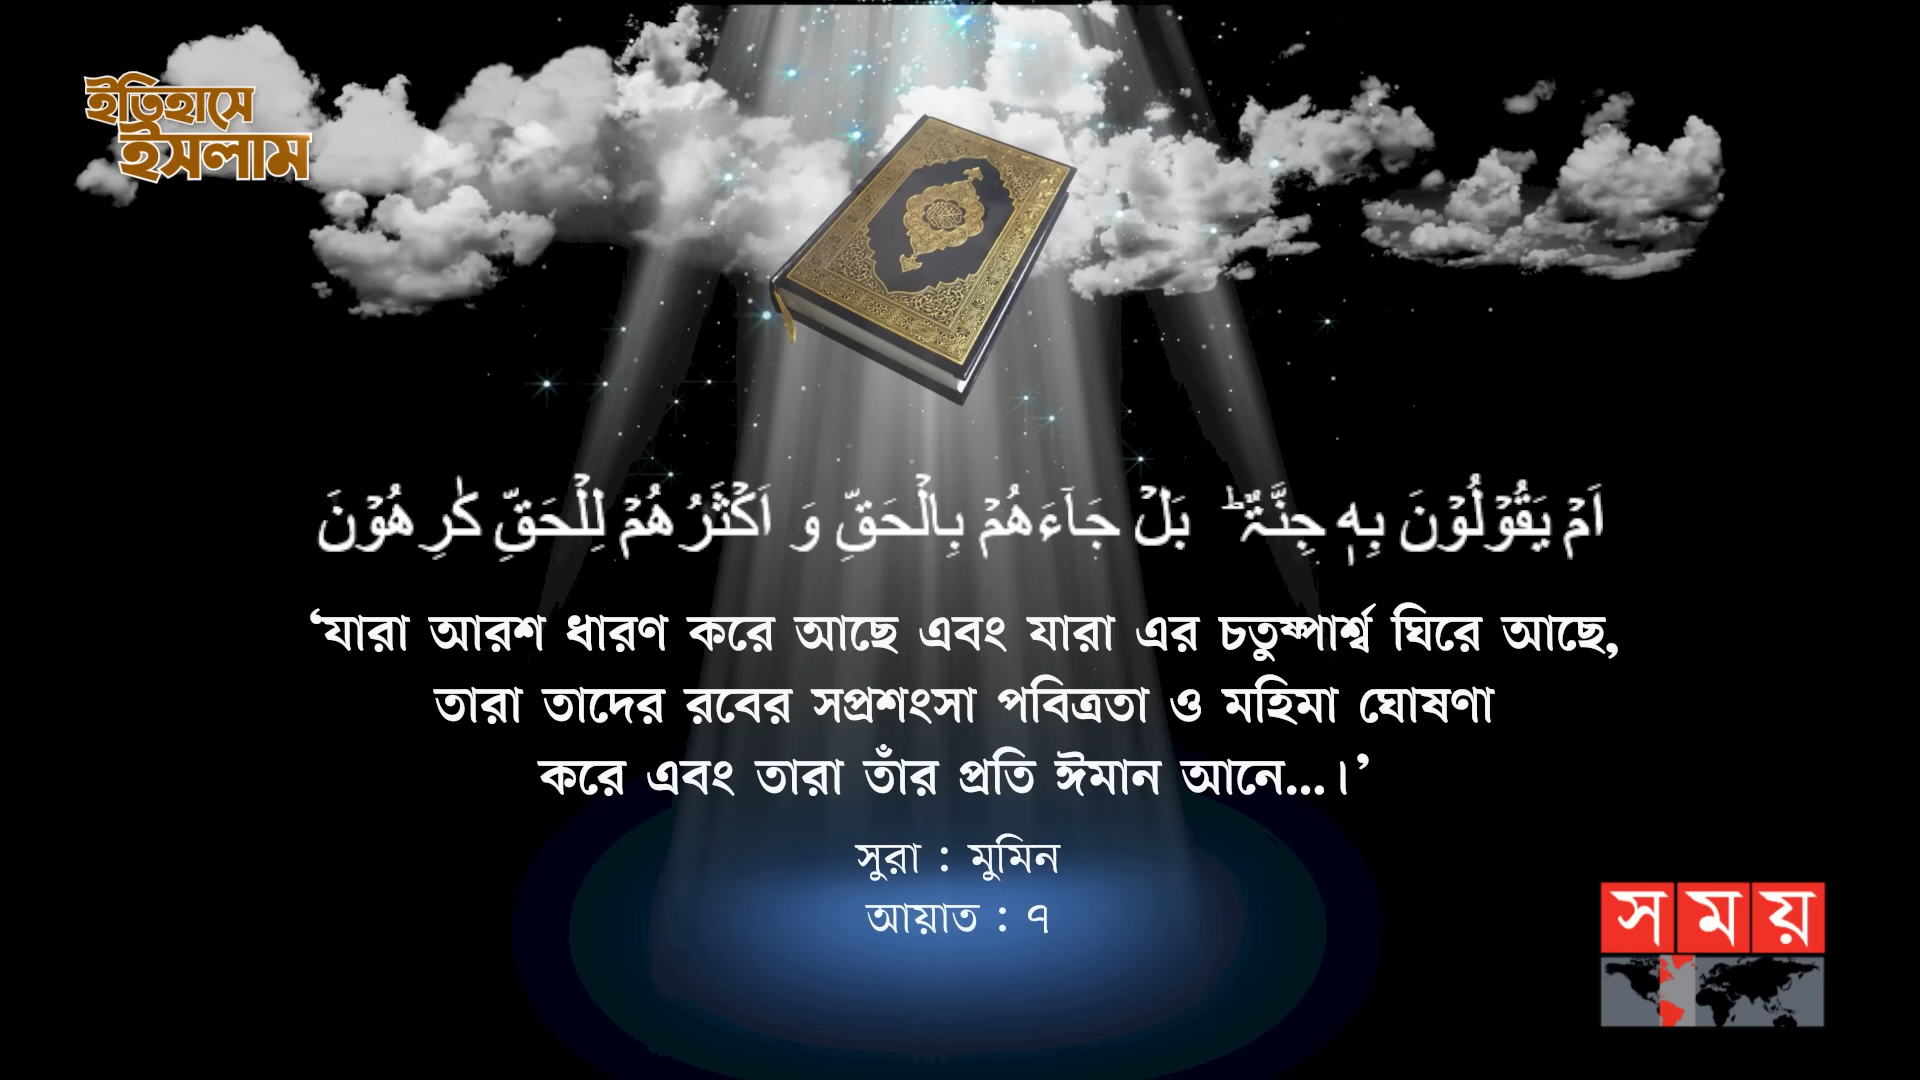 ইতিহাসে
ইসলাম
اَمۡ یَقُوۡلُوۡنَ بِہٖ جِنَّۃٌ ؕ بَلۡ جَآءَہُمۡ بِالۡحَقِّ وَ اَکۡثَرُہُمۡ لِلۡحَقِّ کٰرِہُوۡنَ
‘যারা আরশ ধারণ করে আছে এবং যারা এর চতুষ্পার্শ্ব ঘিরে আছে,
তারা তাদের রবের সপ্রশংসা পবিত্রতা ও মহিমা ঘোষণা
করে এবং তারা তাঁর প্রতি ঈমান আনে...।’
সুরা : মুমিন
আয়াত : ৭
সময়